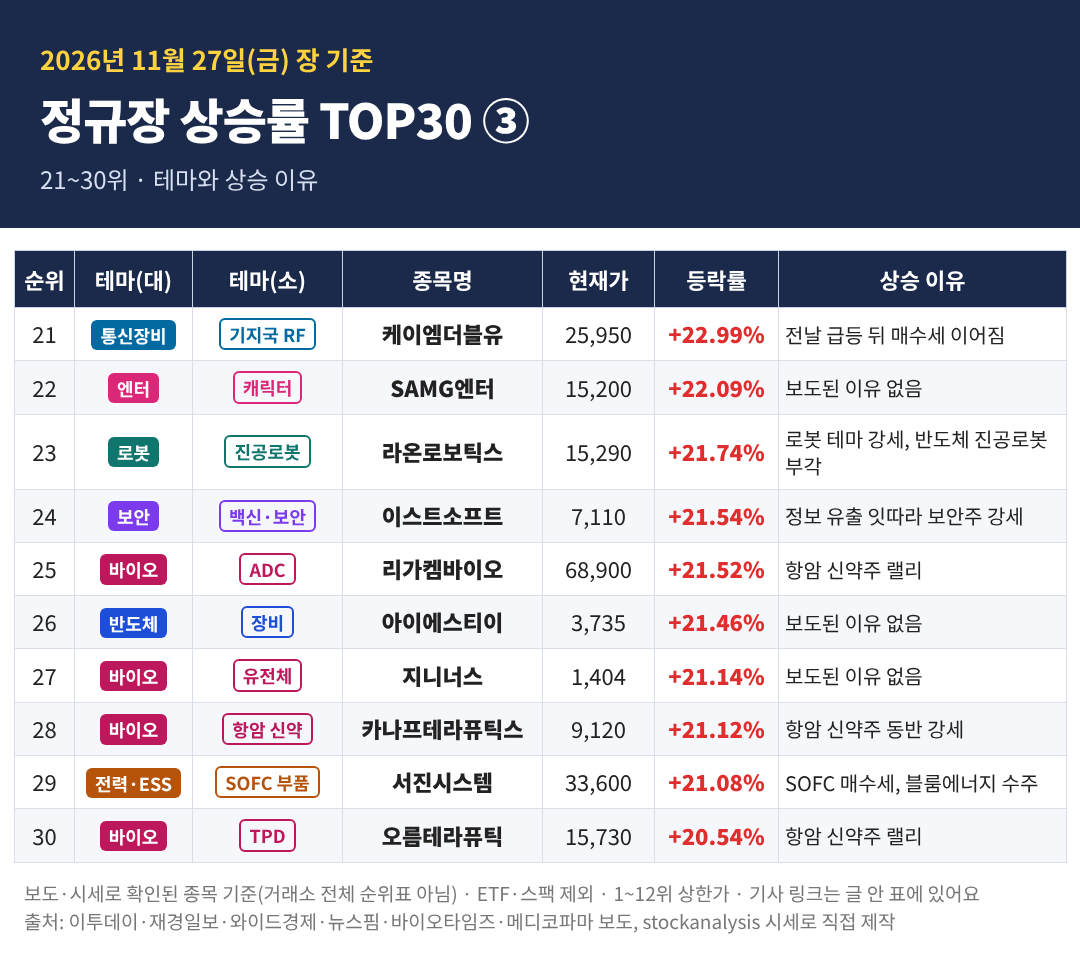 2026년 11월 27일(금) 장 기준
정규장 상승률 TOP30 ③
21~30위 · 테마와 상승 이유
순위 테마(대) 테마(소) 종목명 현재가 등락률 상승 이유
21 통신장비 기지국 RF 케이엠더블유 25,950 +22.99% 전날 급등 뒤 매수세 이어짐
22 엔터 캐릭터 SAMG엔터 15,200 +22.09% 보도된 이유 없음
23 로봇 진공로봇 라온로보틱스 15,290 +21.74% 로봇 테마 강세, 반도체 진공로봇
부각
24 보안 백신·보안 이스트소프트 7,110 +21.54% 정보 유출 잇따라 보안주 강세
25 바이오 ADC 리가켐바이오 68,900 +21.52% 항암 신약주 랠리
26 반도체 장비 아이에스티이 3,735 +21.46% 보도된 이유 없음
27 바이오 유전체 지니너스 1,404 +21.14% 보도된 이유 없음
28 바이오 항암 신약 카나프테라퓨틱스 9,120 +21.12% 항암 신약주 동반 강세
29 전력·ESS SOFC 부품 서진시스템 33,600 +21.08% SOFC 매수세, 블룸에너지 수주
30 바이오 TPD 오름테라퓨틱 15,730 +20.54% 항암 신약주 랠리
보도·시세로 확인된 종목 기준(거래소 전체 순위표 아님) · ETF·스팩 제외 · 1~12위 상한가 · 기사 링크는 글 안 표에 있어요
출처: 이투데이·재경일보·와이드경제·뉴스핌·바이오타임즈·메디코파마 보도, stockanalysis 시세로 직접 제작